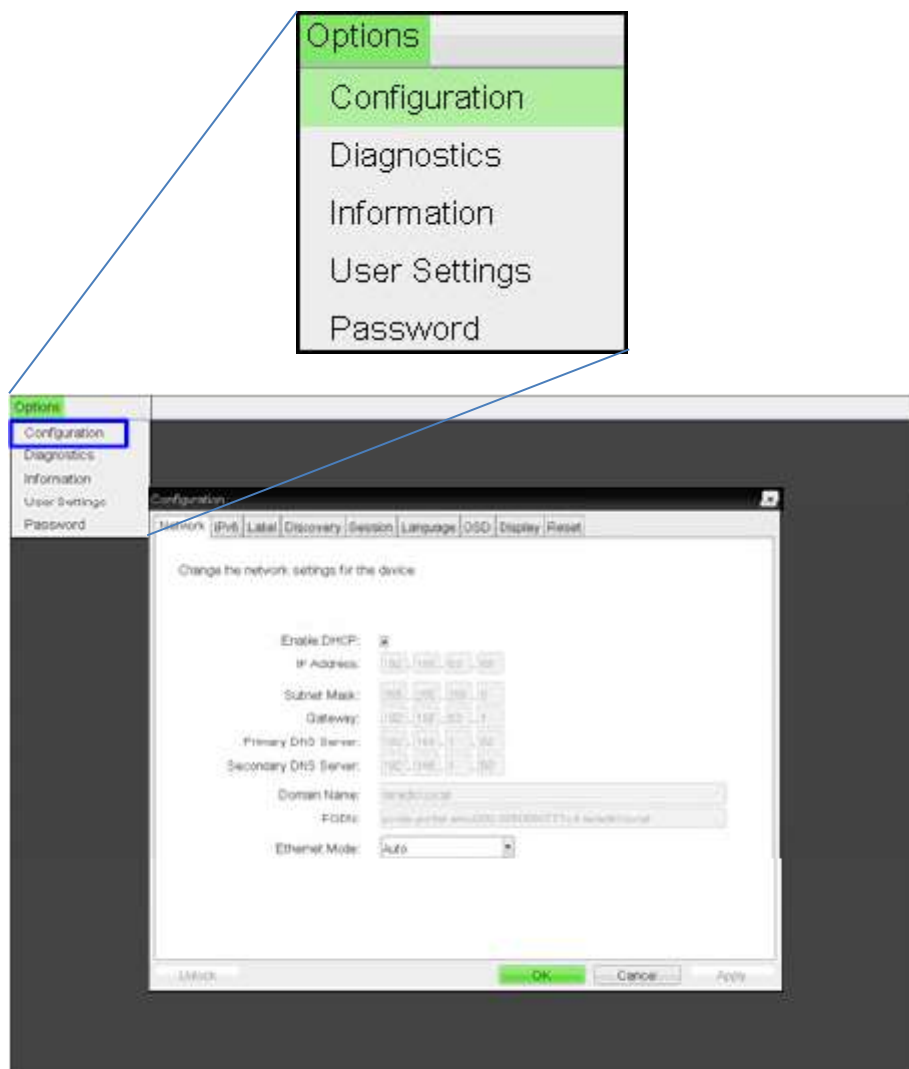 Options
Configuration
Diagnostics
Information
User Settings
Password
Options
Configuration
Diagnostics
Information
User Settings
Password
Configuration
Network IPv6 Label Discovery Session Language OSD Display Reset
Change the network settings for the device
Enable DHCP:
IP Address:
Subnet Mask:
Gateway:
Primary DNS Server:
Secondary DNS Server:
Domain Name:
FQDN:
Ethernet Mode: Auto
Unlock OK Cancel Apply